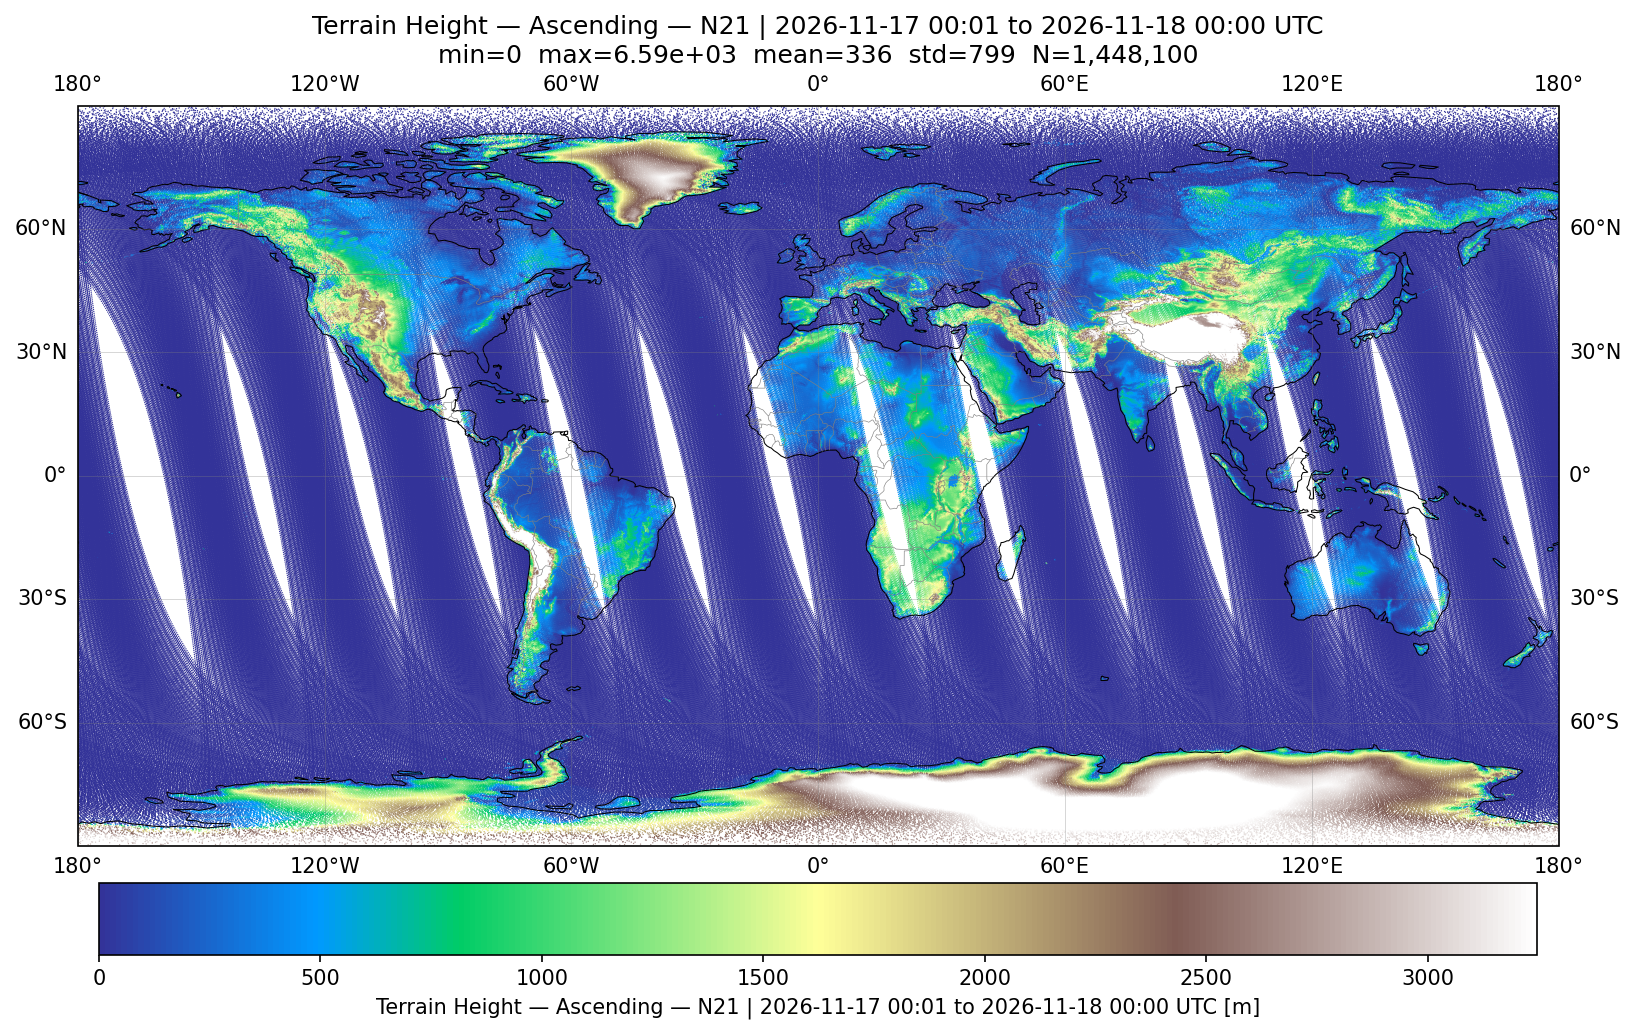 Terrain Height — Ascending — N21 | 2026-11-17 00:01 to 2026-11-18 00:00 UTC
min=0  max=6.59e+03  mean=336  std=799  N=1,448,100
180° 120°W 60°W 0° 60°E 120°E 180°
60°N 60°N
30°N 30°N
0° 0°
30°S 30°S
60°S 60°S
180° 120°W 60°W 0° 60°E 120°E 180°
0 500 1000 1500 2000 2500 3000
Terrain Height — Ascending — N21 | 2026-11-17 00:01 to 2026-11-18 00:00 UTC [m]